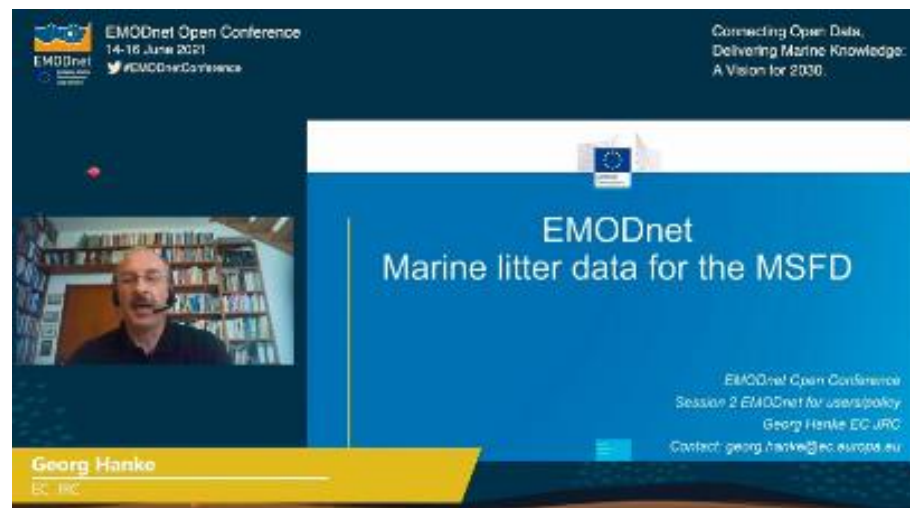 EMODnet Open Conference
14-16 June 2021
#EMODnetConference
EMODnet
Connecting Open Data,
Delivering Marine Knowledge:
A Vision for 2030.
EMODnet
Marine litter data for the MSFD
EMODnet Open Conference
Session 2 EMODnet for users/policy
Georg Hanke EC JRC
Contact: georg.hanke@ec.europa.eu
Georg Hanke
EC JRC